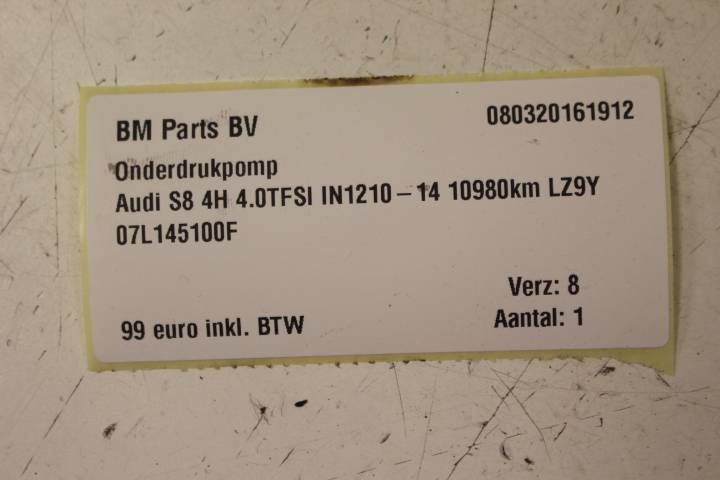 BM Parts BV
080320161912
Onderdrukpomp
Audi S8 4H 4.0TFSI IN1210 – 14 10980km LZ9Y
07L145100F
Verz: 8
99 euro inkl. BTW
Aantal: 1